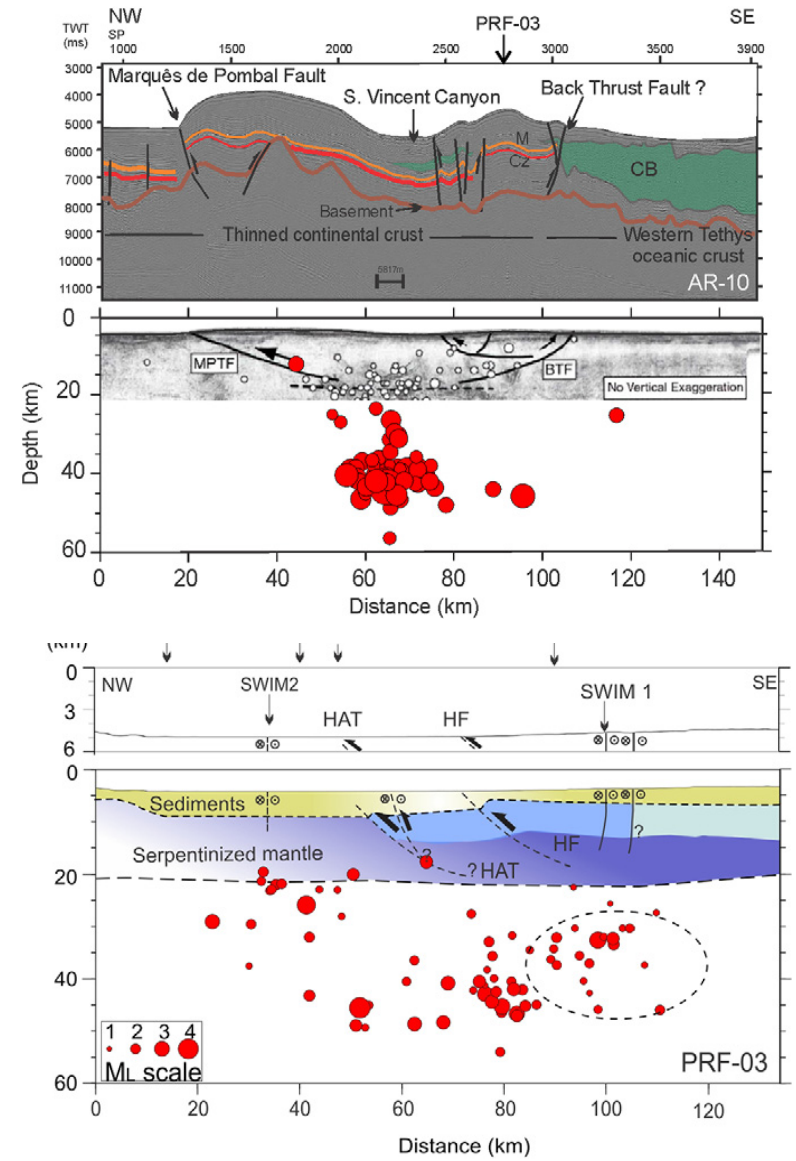 NW
PRF-03
SE
TWT
(ms)
SP
1000
1500
2000
2500
3000
3500
3900
3000
4000
5000
6000
7000
8000
9000
10000
11000
Marquês de Pombal Fault
S. Vincent Canyon
Back Thrust Fault ?
M
C2
CB
Basement
Thinned continental crust
Western Tethys
oceanic crust
5817m
AR-10
0
20
40
60
Depth (km)
MPTF
BTF
No Vertical Exaggeration
0
20
40
60
80
100
120
140
Distance (km)
(km)
0
3
6
NW
SWIM2
HAT
HF
SWIM 1
SE
0
20
40
60
Sediments
Serpentinized mantle
?
? HAT
HF
?
1 2 3 4
ML scale
PRF-03
0
20
40
60
80
100
120
Distance (km)